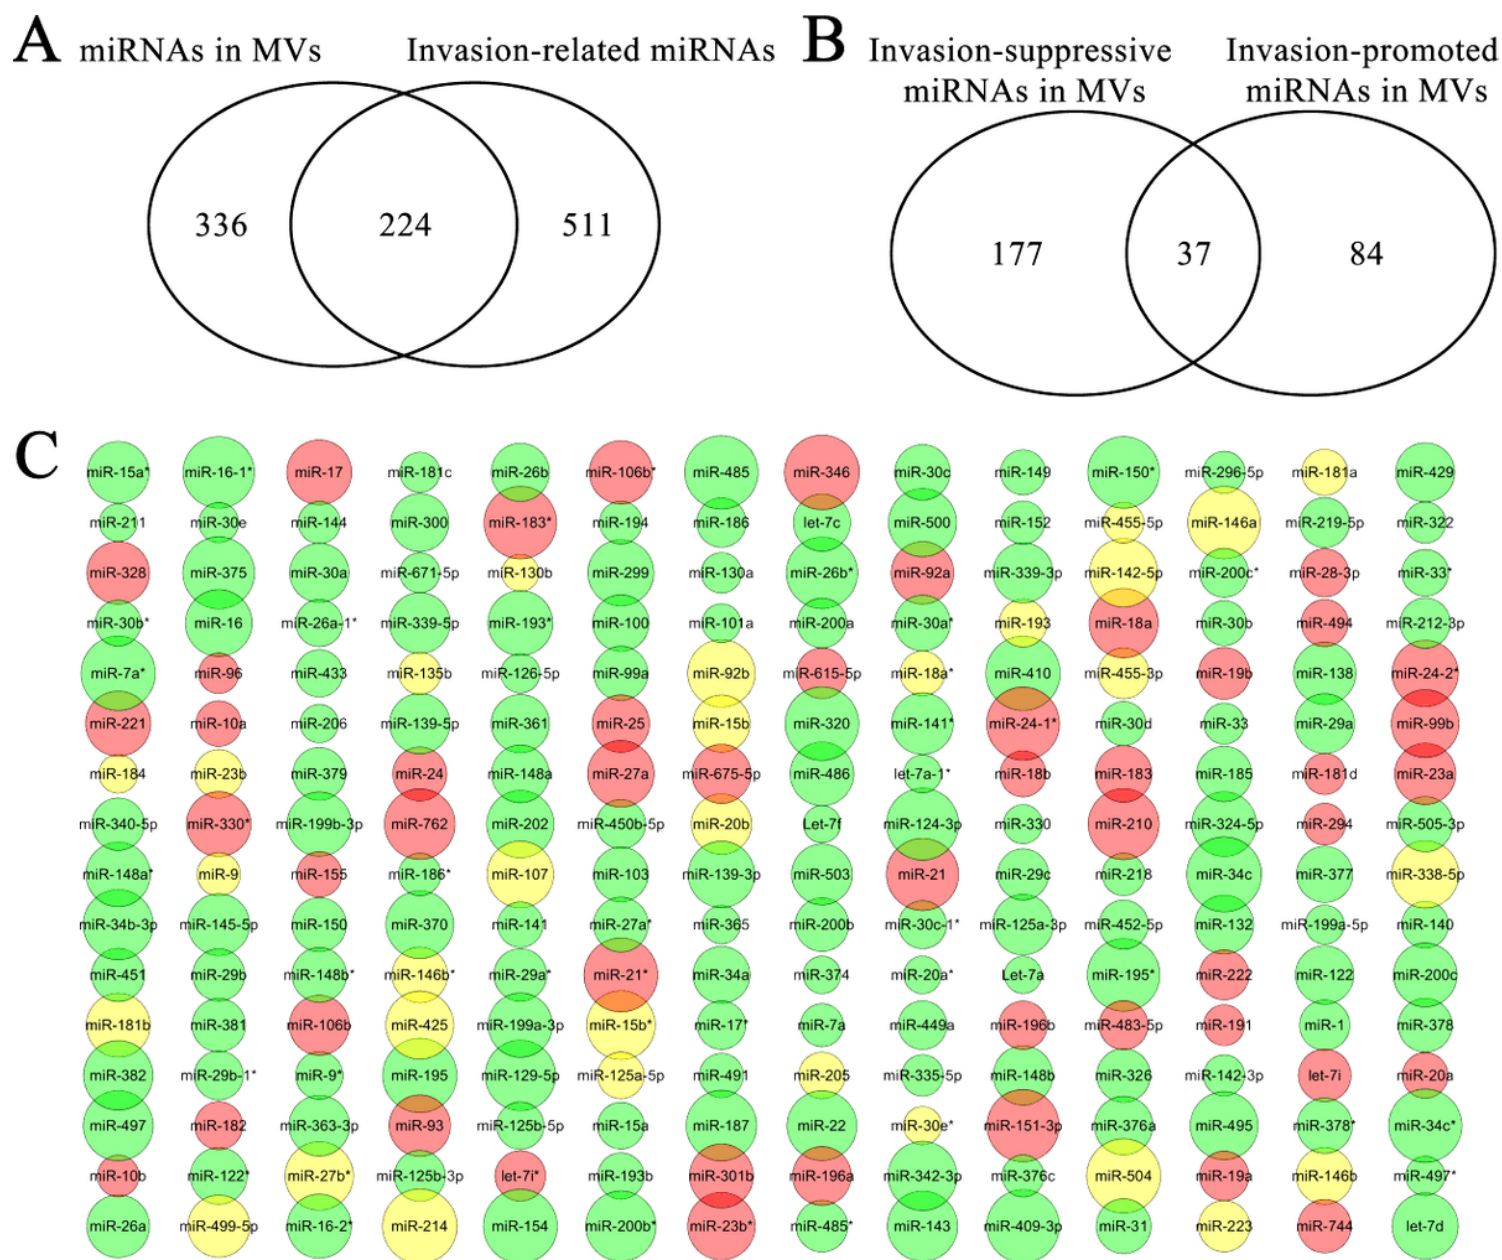 A miRNAs in MVs Invasion-related miRNAs
336 224 511
B Invasion-suppressive miRNAs in MVs Invasion-promoted miRNAs in MVs
177 37 84
C
miR-15a* miR-16-1* miR-17 miR-181c miR-26b miR-106b* miR-485 miR-346 miR-30c miR-149 miR-150* miR-296-5p miR-181a miR-429
miR-211 miR-30e miR-144 miR-300 miR-183* miR-194 miR-186 let-7c miR-500 miR-152 miR-455-5p miR-146a miR-219-5p miR-322
miR-328 miR-375 miR-30a miR-671-5p miR-130b miR-299 miR-130a miR-26b* miR-92a miR-339-3p miR-142-5p miR-200c* miR-28-3p miR-33*
miR-30b* miR-16 miR-26a-1* miR-339-5p miR-193* miR-100 miR-101a miR-200a miR-30a* miR-193 miR-18a miR-30b miR-494 miR-212-3p
miR-7a* miR-96 miR-433 miR-135b miR-126-5p miR-99a miR-92b miR-615-5p miR-18a* miR-410 miR-455-3p miR-19b miR-138 miR-24-2*
miR-221 miR-10a miR-206 miR-139-5p miR-361 miR-25 miR-15b miR-320 miR-141* miR-24-1* miR-30d miR-33 miR-29a miR-99b
miR-184 miR-23b miR-379 miR-24 miR-148a miR-27a miR-675-5p miR-486 let-7a-1* miR-18b miR-183 miR-185 miR-181d miR-23a
miR-340-5p miR-330* miR-199b-3p miR-762 miR-202 miR-450b-5p miR-20b Let-7f miR-124-3p miR-330 miR-210 miR-324-5p miR-294 miR-505-3p
miR-148a* miR-9 miR-155 miR-186* miR-107 miR-103 miR-139-3p miR-503 miR-21 miR-29c miR-218 miR-34c miR-377 miR-338-5p
miR-34b-3p miR-145-5p miR-150 miR-370 miR-141 miR-27a* miR-365 miR-200b miR-30c-1* miR-125a-3p miR-452-5p miR-132 miR-199a-5p miR-140
miR-451 miR-29b miR-148b* miR-146b* miR-29a* miR-21* miR-34a miR-374 miR-20a* Let-7a miR-195* miR-222 miR-122 miR-200c
miR-181b miR-381 miR-106b miR-425 miR-199a-3p miR-15b* miR-17* miR-7a miR-449a miR-196b miR-483-5p miR-191 miR-1 miR-378
miR-382 miR-29b-1* miR-9* miR-195 miR-129-5p miR-125a-5p miR-491 miR-205 miR-335-5p miR-148b miR-326 miR-142-3p let-7i miR-20a
miR-497 miR-182 miR-363-3p miR-93 miR-125b-5p miR-15a miR-187 miR-22 miR-30e* miR-151-3p miR-376a miR-495 miR-378* miR-34c*
miR-10b miR-122* miR-27b* miR-125b-3p let-7i* miR-193b miR-301b miR-196a miR-342-3p miR-376c miR-504 miR-19a miR-146b miR-497*
miR-26a miR-499-5p miR-16-2* miR-214 miR-154 miR-200b* miR-23b* miR-485* miR-143 miR-409-3p miR-31 miR-223 miR-744 let-7d